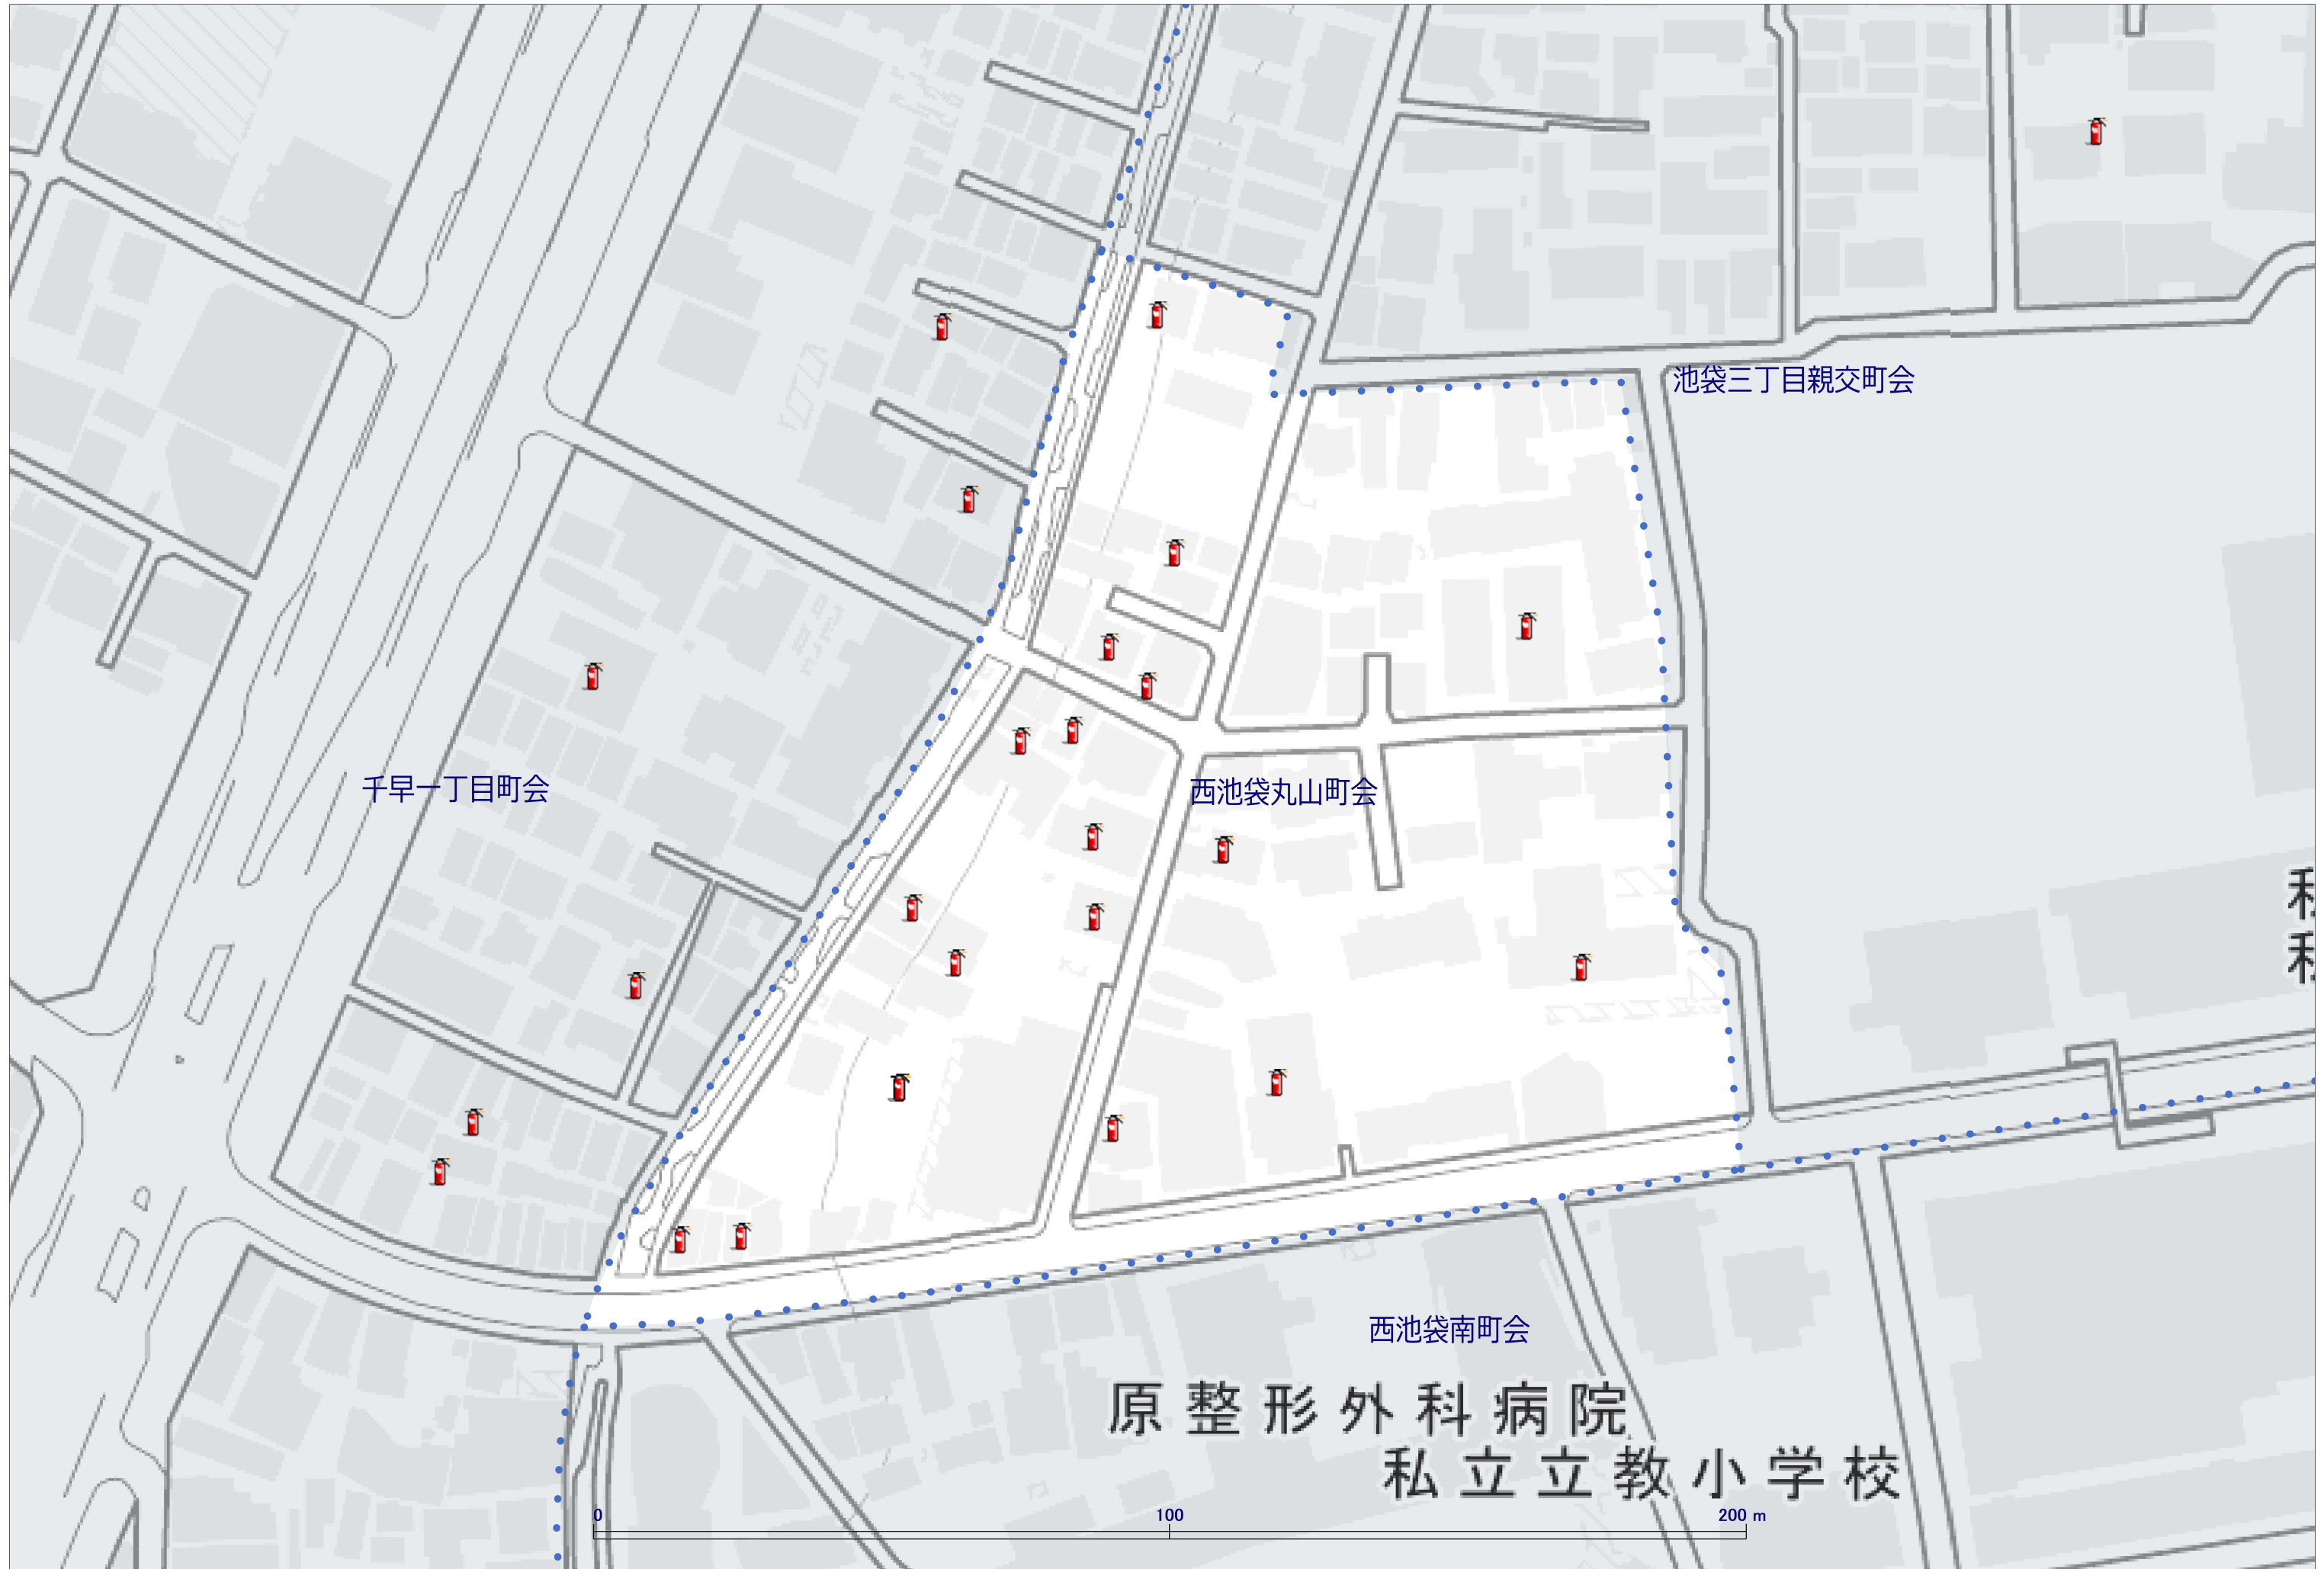 池袋三丁目親交町会
千早一丁目町会
西池袋丸山町会
西池袋南町会
原整形外科病院
私立立教小学校
0 100 200 m